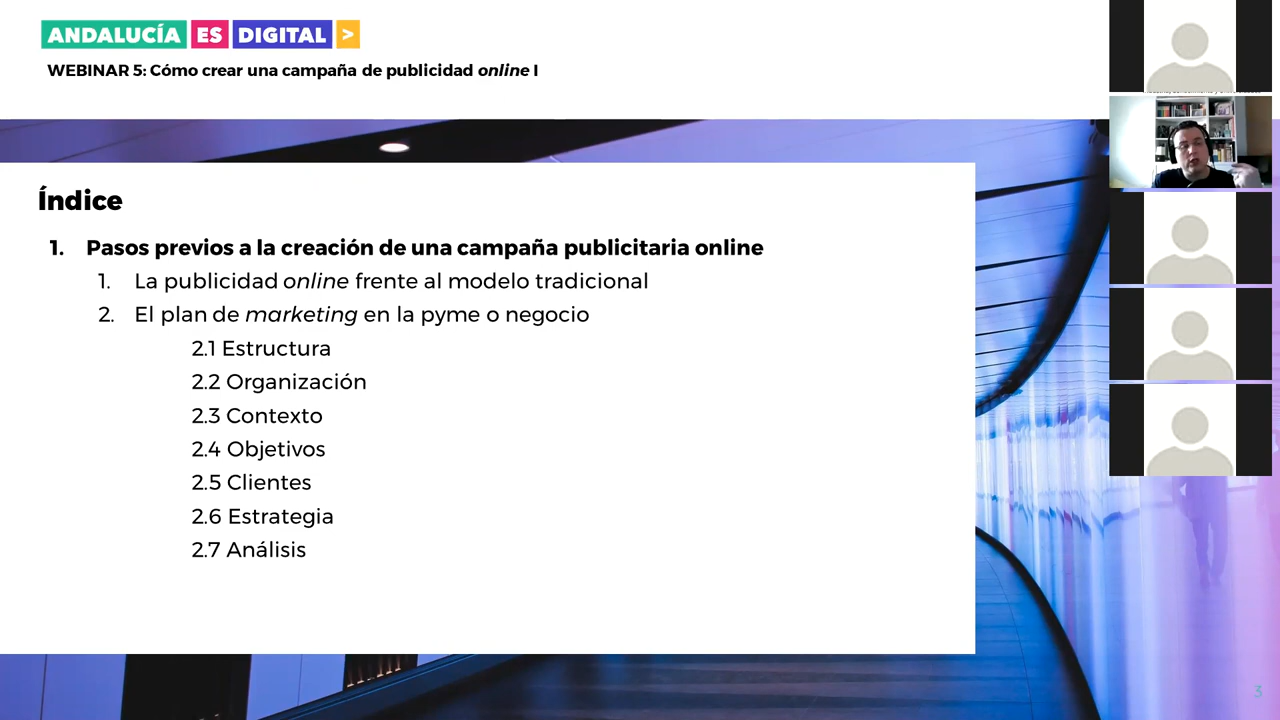 ANDALUCÍA ES DIGITAL >
WEBINAR 5: Cómo crear una campaña de publicidad online I
Índice
1. Pasos previos a la creación de una campaña publicitaria online
1. La publicidad online frente al modelo tradicional
2. El plan de marketing en la pyme o negocio
2.1 Estructura
2.2 Organización
2.3 Contexto
2.4 Objetivos
2.5 Clientes
2.6 Estrategia
2.7 Análisis
3